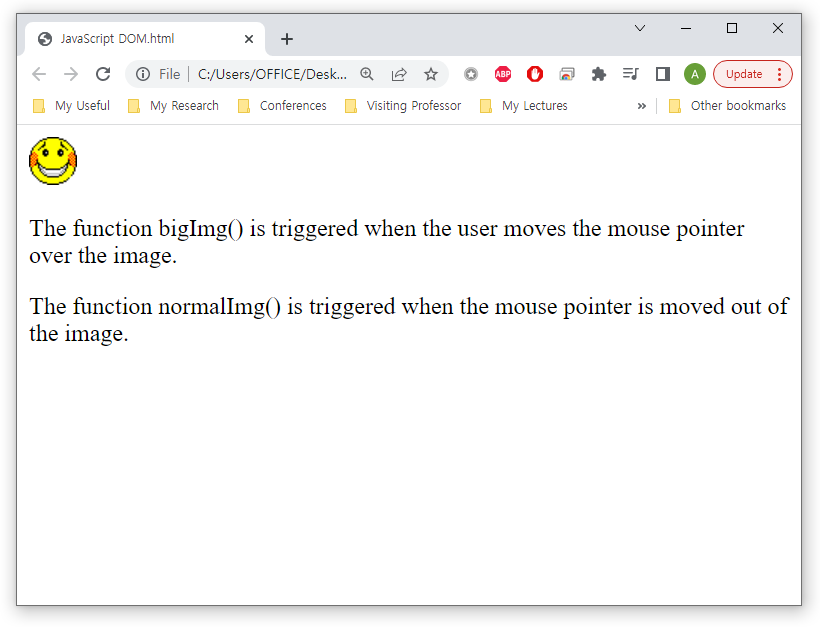 JavaScript DOM.html
File
C:/Users/OFFICE/Desk...
ABP
A
Update
My Useful
My Research
Conferences
Visiting Professor
My Lectures
»
Other bookmarks
The function bigImg() is triggered when the user moves the mouse pointer
over the image.
The function normalImg() is triggered when the mouse pointer is moved out of
the image.